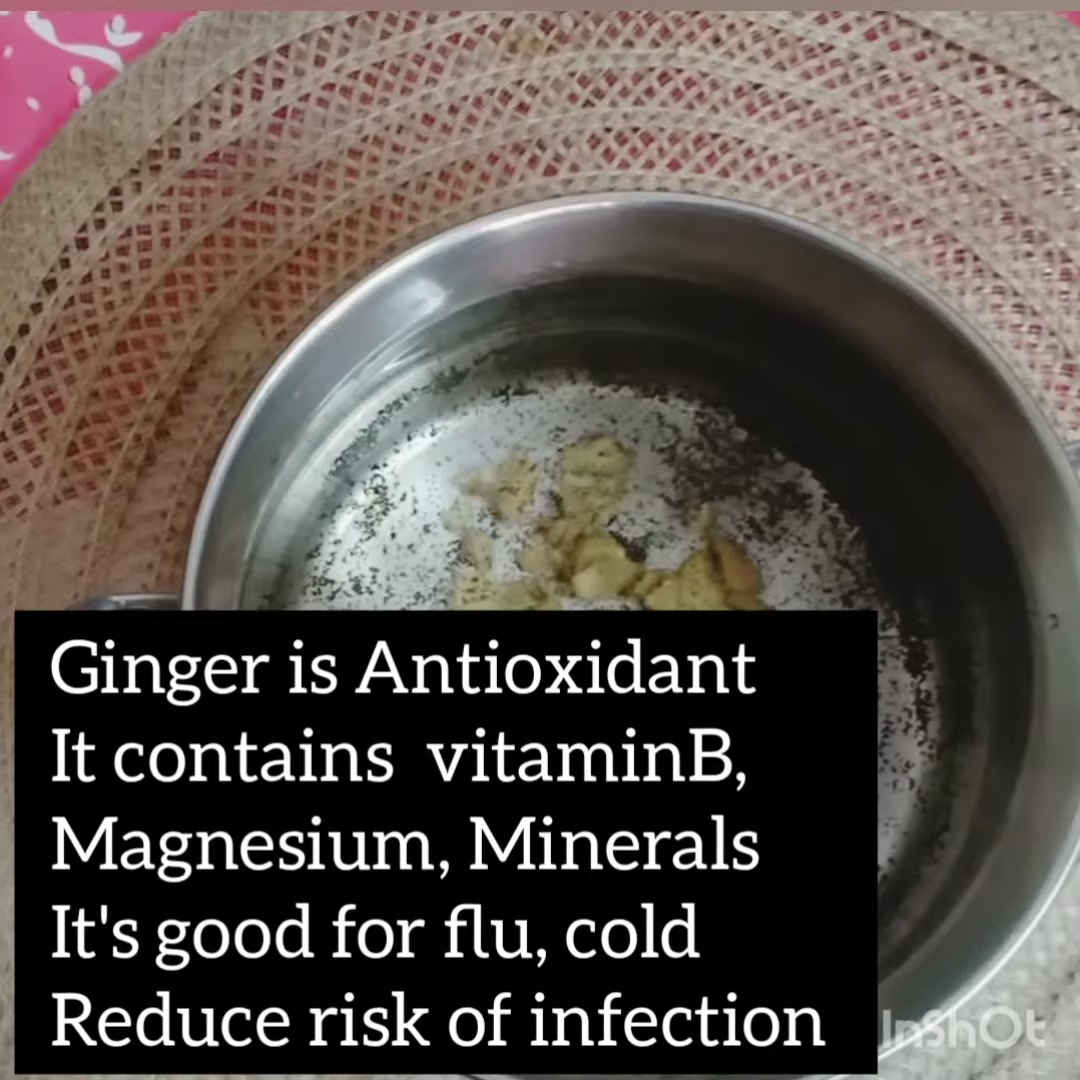 Ginger is Antioxidant
It contains  vitaminB,
Magnesium, Minerals
It's good for flu, cold
Reduce risk of infection
InShOt